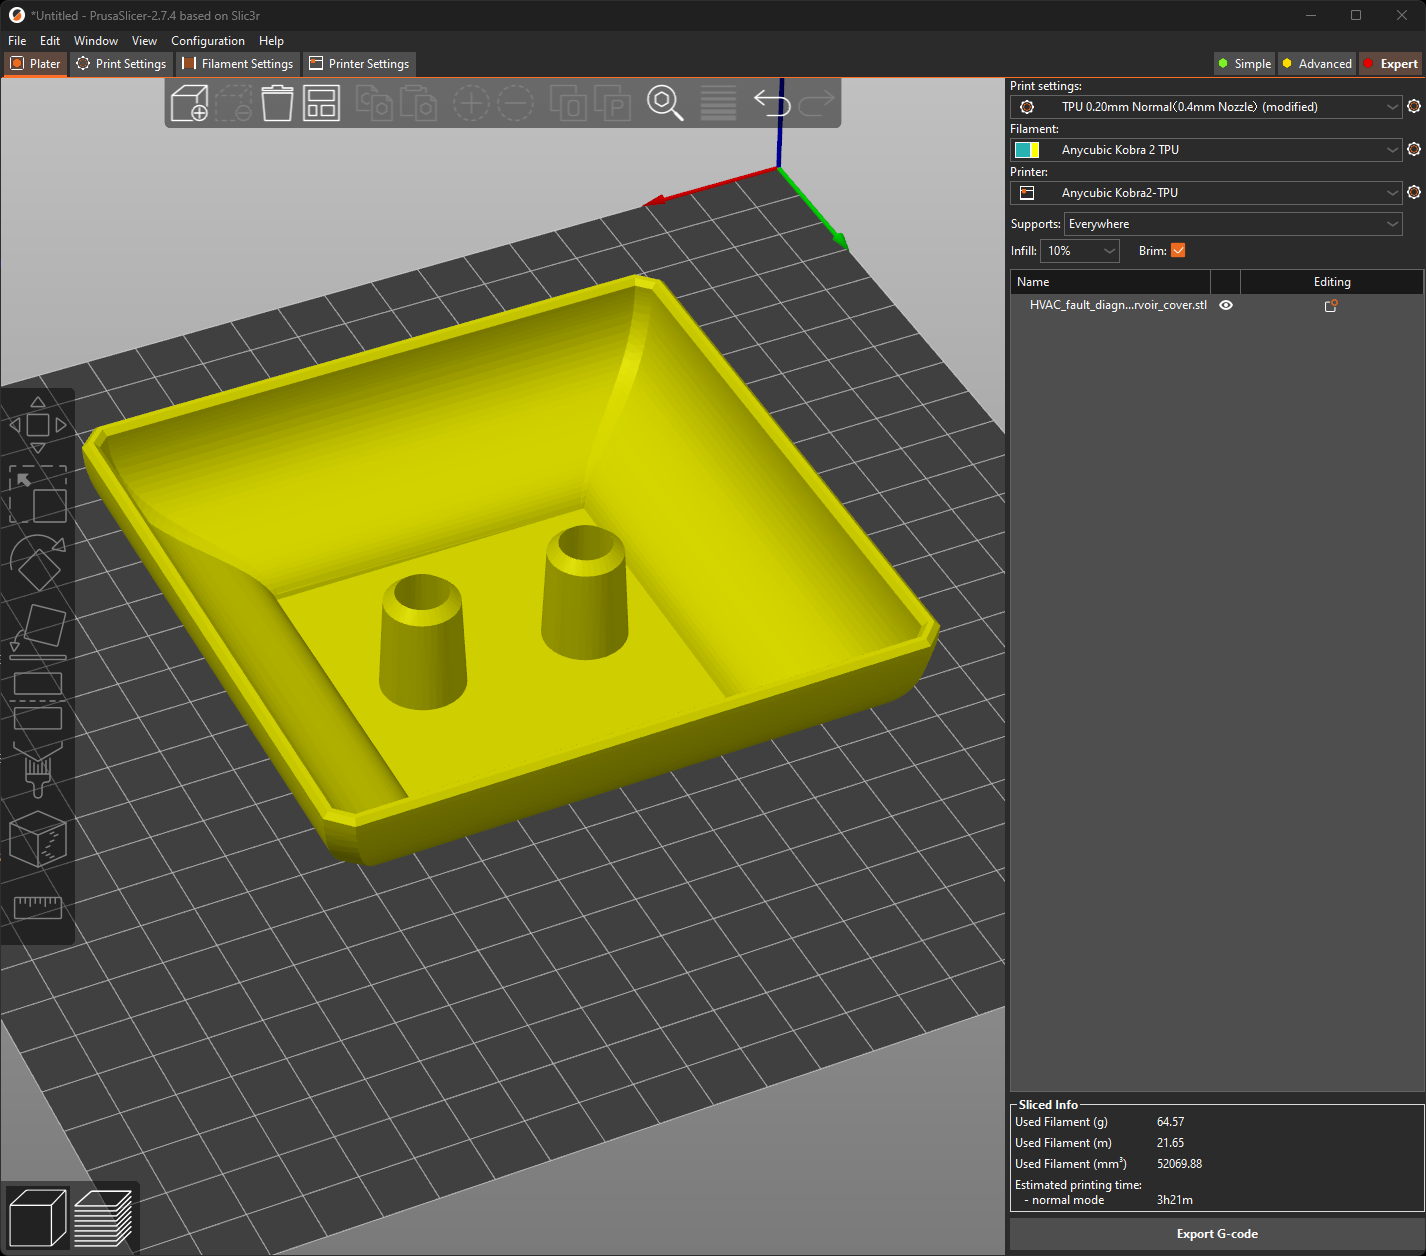 *Untitled - PrusaSlicer-2.7.4 based on Slic3r
File Edit Window View Configuration Help
Plater Print Settings Filament Settings Printer Settings Simple Advanced Expert
Print settings:
TPU 0.20mm Normal(0.4mm Nozzle) (modified)
Filament:
Anycubic Kobra 2 TPU
Printer:
Anycubic Kobra2-TPU
Supports: Everywhere
Infill: 10% Brim:
Name Editing
HVAC_fault_diagn...rvoir_cover.stl
Sliced Info
Used Filament (g) 64.57
Used Filament (m) 21.65
Used Filament (mm³) 52069.88
Estimated printing time:
- normal mode 3h21m
Export G-code